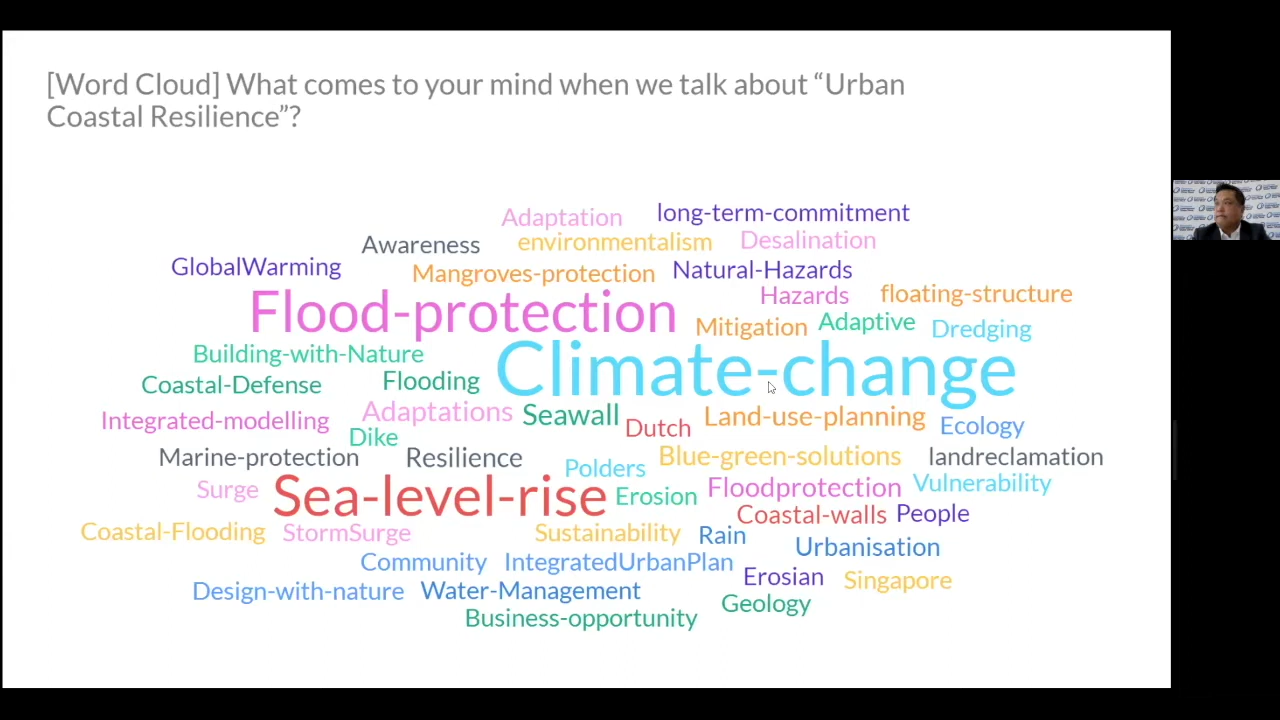 [Word Cloud] What comes to your mind when we talk about “Urban
Coastal Resilience”?
Adaptation long-term-commitment
Awareness environmentalism Desalination
GlobalWarming Mangroves-protection Natural-Hazards
Flood-protection Hazards floating-structure
Mitigation Adaptive Dredging
Building-with-Nature Climate-change
Coastal-Defense Flooding
Integrated-modelling Adaptations Seawall Dutch Land-use-planning Ecology
Dike
Marine-protection Resilience Polders Blue-green-solutions landreclamation
Surge Sea-level-rise Erosion Floodprotection Vulnerability
Coastal-walls People
Coastal-Flooding StormSurge Sustainability Rain Urbanisation
Community IntegratedUrbanPlan Erosian Singapore
Design-with-nature Water-Management Geology
Business-opportunity